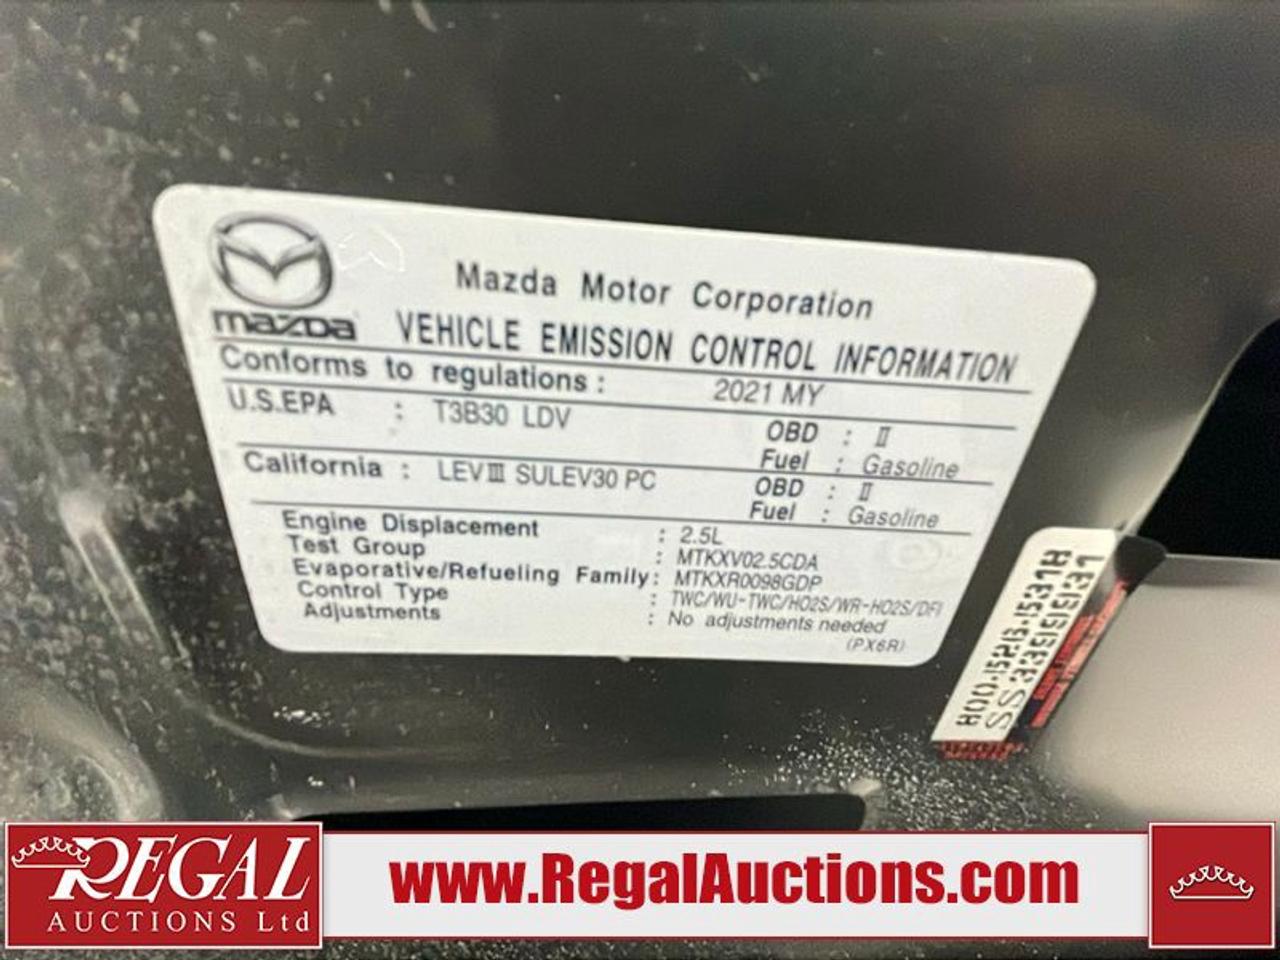 Mazda Motor Corporation
mazda VEHICLE EMISSION CONTROL INFORMATION
Conforms to regulations : 2021 MY
U.S.EPA : T3B30 LDV OBD : II
Fuel : Gasoline
California : LEV III SULEV30 PC OBD : II
Fuel : Gasoline
Engine Displacement : 2.5L
Test Group : MTKXV02.5CDA
Evaporative/Refueling Family : MTKXR0098GDP
Control Type : TWC/WU-TWC/HO2S/WR-HO2S/DFI
Adjustments : No adjustments needed
(PX6R)
REGAL
AUCTIONS Ltd
www.RegalAuctions.com